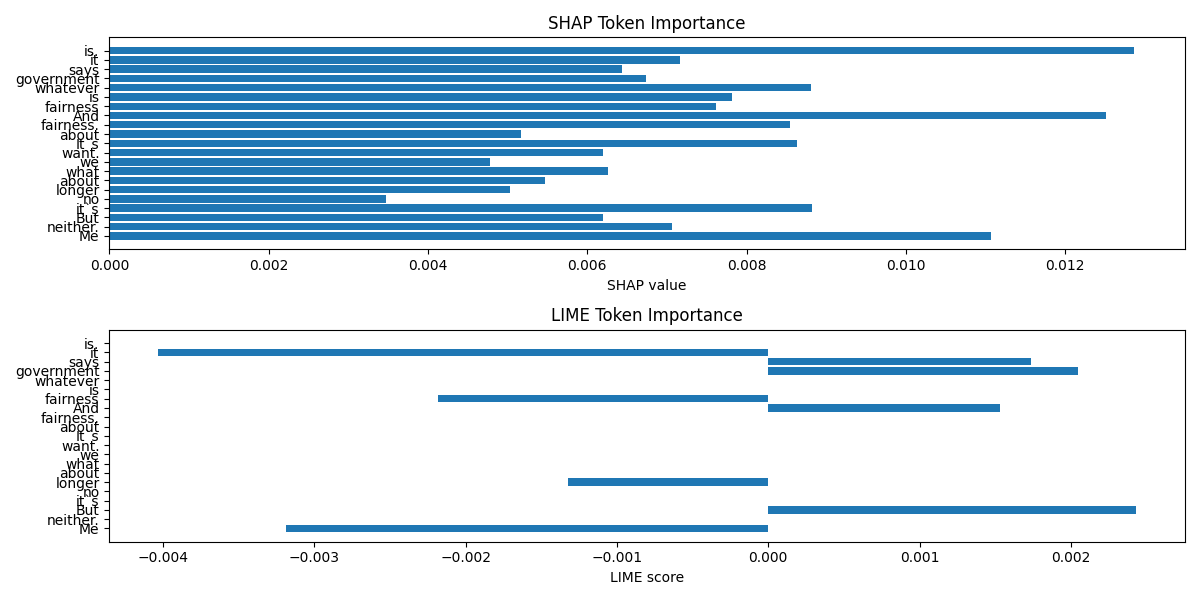 SHAP Token Importance
is.
it
says
government
whatever
is
fairness
And
fairness.
about
It s
want.
we
what
about
longer
no
it s
But
neither.
Me
0.000 0.002 0.004 0.006 0.008 0.010 0.012
SHAP value
LIME Token Importance
is.
it
says
government
whatever
is
fairness
And
fairness.
about
It s
want.
we
what
about
longer
no
it s
But
neither.
Me
−0.004 −0.003 −0.002 −0.001 0.000 0.001 0.002
LIME score